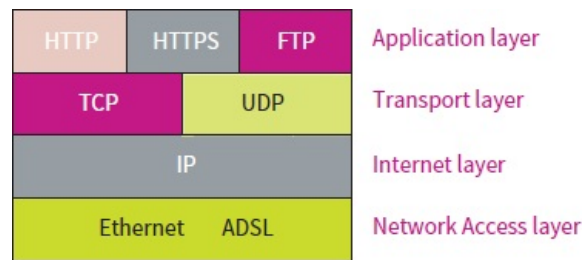 HTTP HTTPS FTP Application layer
TCP UDP Transport layer
IP Internet layer
Ethernet ADSL Network Access layer